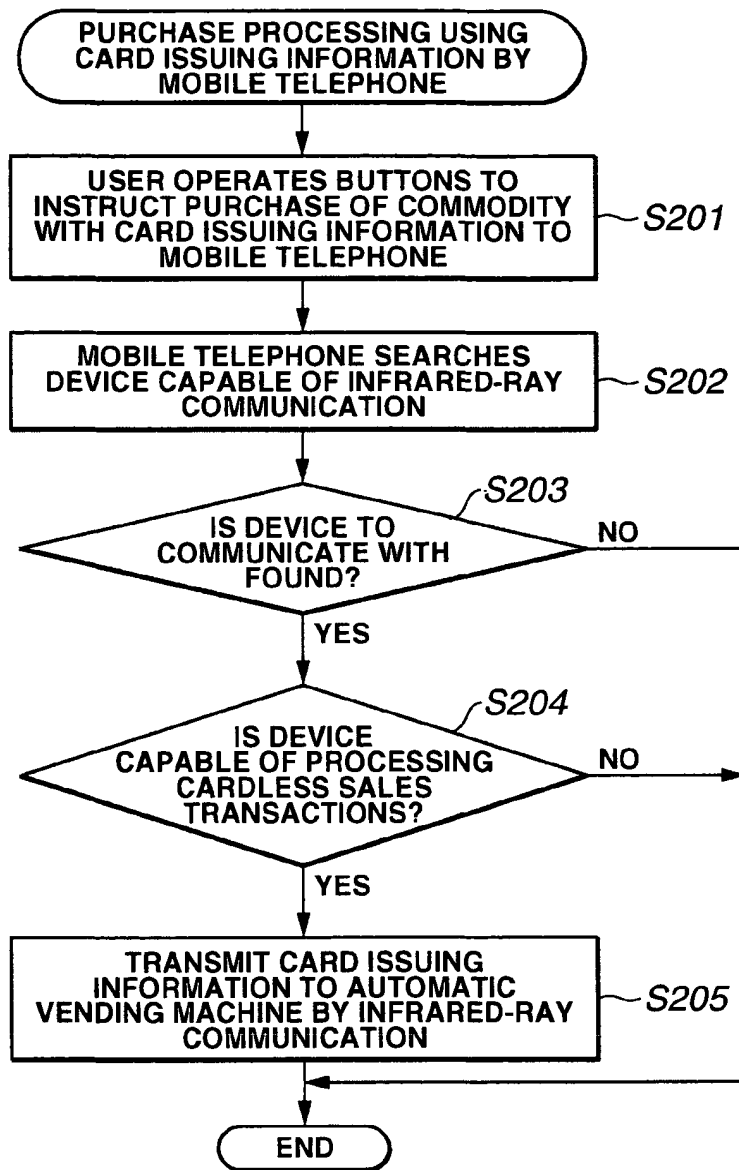 PURCHASE PROCESSING USING
CARD ISSUING INFORMATION BY
MOBILE TELEPHONE
USER OPERATES BUTTONS TO
INSTRUCT PURCHASE OF COMMODITY
WITH CARD ISSUING INFORMATION TO
MOBILE TELEPHONE
S201
MOBILE TELEPHONE SEARCHES
DEVICE CAPABLE OF INFRARED-RAY
COMMUNICATION
S202
S203
IS DEVICE TO
COMMUNICATE WITH
FOUND?
NO
YES
S204
IS DEVICE
CAPABLE OF PROCESSING
CARDLESS SALES
TRANSACTIONS?
NO
YES
TRANSMIT CARD ISSUING
INFORMATION TO AUTOMATIC
VENDING MACHINE BY INFRARED-RAY
COMMUNICATION
S205
END